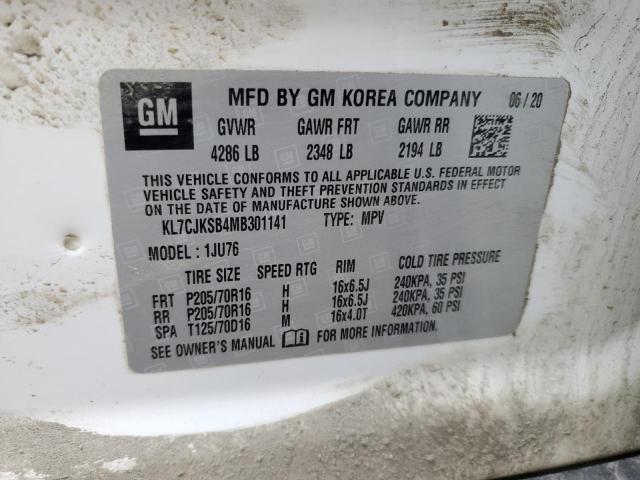 GM
MFD BY GM KOREA COMPANY 06/20
GVWR GAWR FRT GAWR RR
4286 LB 2348 LB 2194 LB
THIS VEHICLE CONFORMS TO ALL APPLICABLE U.S. FEDERAL MOTOR
VEHICLE SAFETY AND THEFT PREVENTION STANDARDS IN EFFECT
ON THE DATE OF MANUFACTURE SHOWN ABOVE.
KL7CJKSB4MB301141 TYPE: MPV
MODEL : 1JU76
TIRE SIZE SPEED RTG RIM COLD TIRE PRESSURE
FRT P205/70R16 H 16x6.5J 240KPA, 35 PSI
RR P205/70R16 H 16x6.5J 240KPA, 35 PSI
SPA T125/70D16 M 16x4.0T 420KPA, 60 PSI
SEE OWNER'S MANUAL FOR MORE INFORMATION.